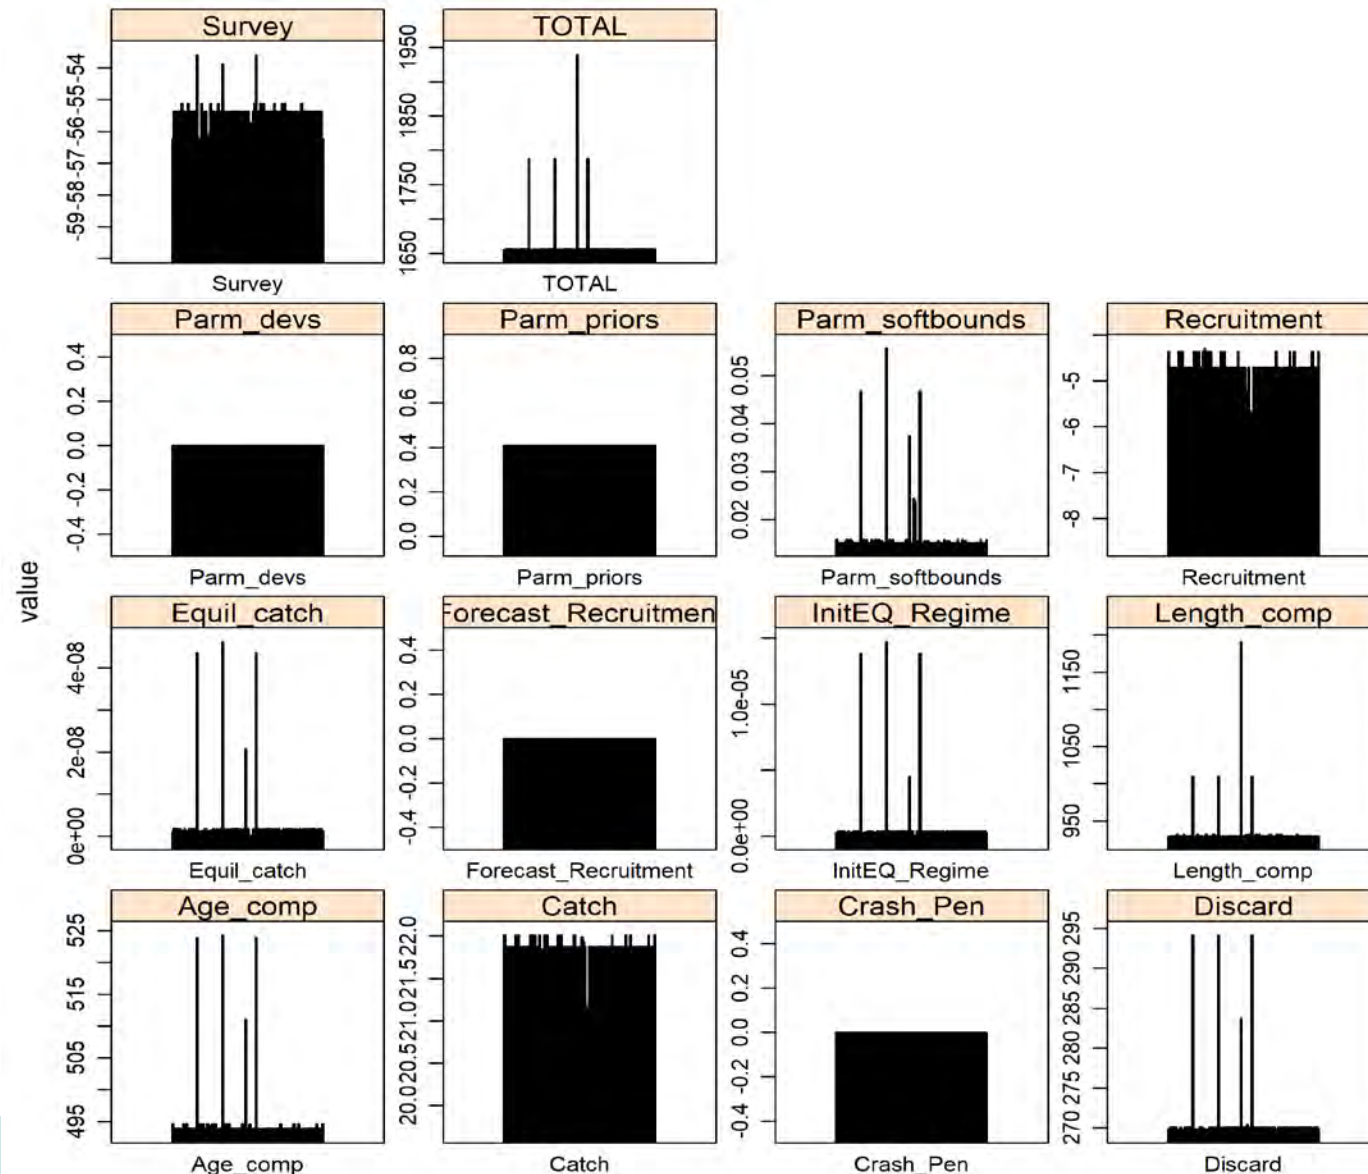 value
Survey
-59-58-57-56-55-54
Survey
TOTAL
1650 1750 1850 1950
TOTAL
Parm_devs
-0.4 -0.2 0.0 0.2 0.4
Parm_devs
Parm_priors
0.0 0.2 0.4 0.6 0.8
Parm_priors
Parm_softbounds
0.02 0.03 0.04 0.05
Parm_softbounds
Recruitment
-8 -7 -6 -5
Recruitment
Equil_catch
0e+00 2e-08 4e-08
Equil_catch
Forecast_Recruitmen
-0.4 -0.2 0.0 0.2 0.4
Forecast_Recruitment
InitEQ_Regime
0.0e+00 1.0e-05
InitEQ_Regime
Length_comp
950 1050 1150
Length_comp
Age_comp
495 505 515 525
Age_comp
Catch
20.020.521.021.522.0
Catch
Crash_Pen
-0.4 -0.2 0.0 0.2 0.4
Crash_Pen
Discard
270 275 280 285 290 295
Discard